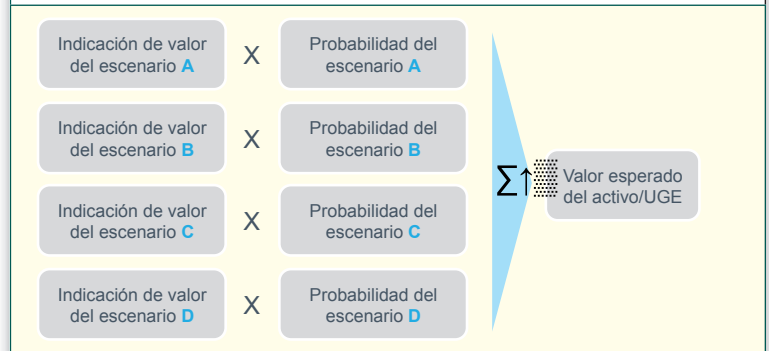 Indicación de valor
del escenario A
X
Probabilidad del
escenario A
Indicación de valor
del escenario B
X
Probabilidad del
escenario B
Indicación de valor
del escenario C
X
Probabilidad del
escenario C
Indicación de valor
del escenario D
X
Probabilidad del
escenario D
∑↑▒
Valor esperado
del activo/UGE